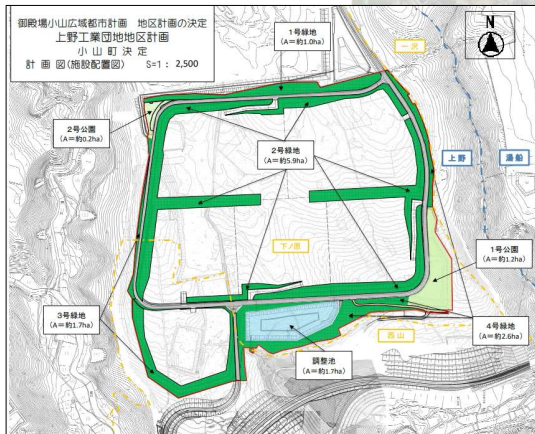 御殿場小山広域都市計画 地区計画の決定
上野工業団地地区計画
小山町決定
計画図(施設配置図) S=1：2,500
N
1号緑地
(A=約1.0ha)
一沢
2号公園
(A=約0.2ha)
2号緑地
(A=約5.9ha)
上野
湯船
下ノ原
1号公園
(A=約1.2ha)
3号緑地
(A=約1.7ha)
西山
4号緑地
(A=約2.6ha)
調整池
(A=約1.7ha)